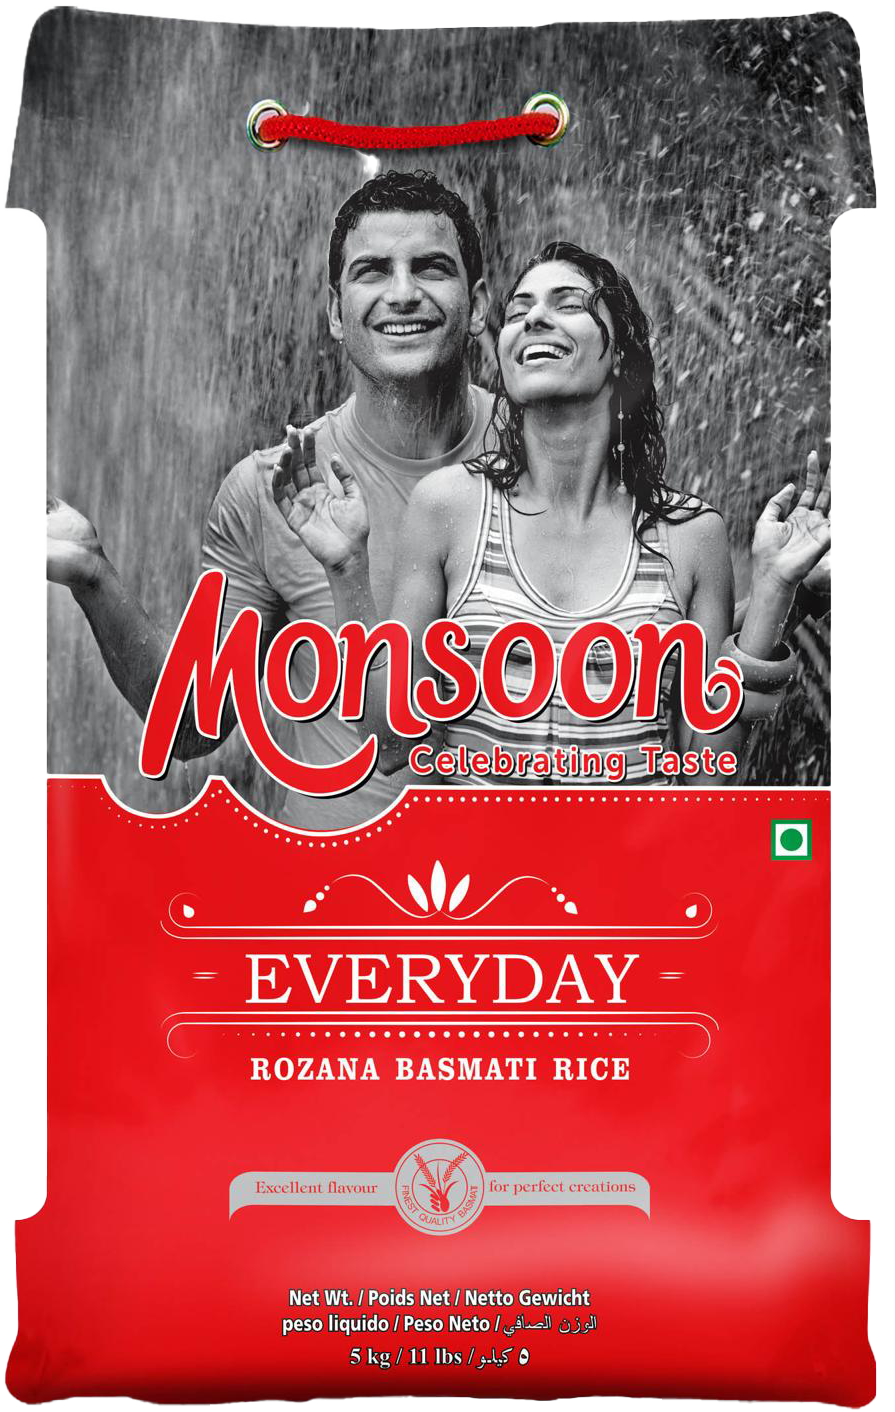 Monsoon
Celebrating Taste
EVERYDAY
ROZANA BASMATI RICE
Excellent flavour
FINEST QUALITY BASMATI
for perfect creations
Net Wt. / Poids Net / Netto Gewicht
peso liquido / Peso Neto / الوزن الصافي
5 kg / 11 lbs / ٥ كيلو